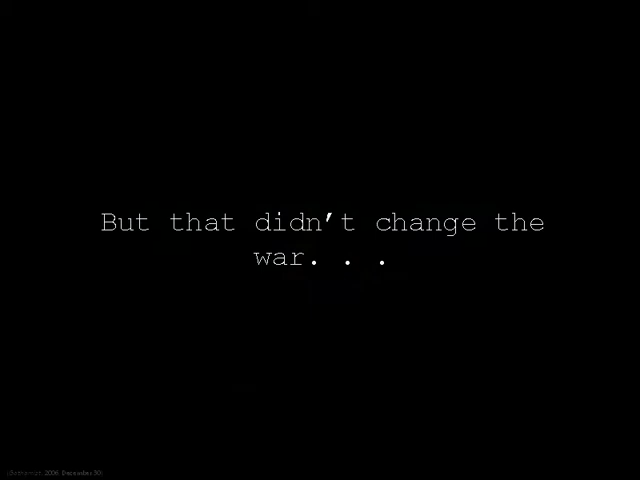 But that didn't change the
war. . .